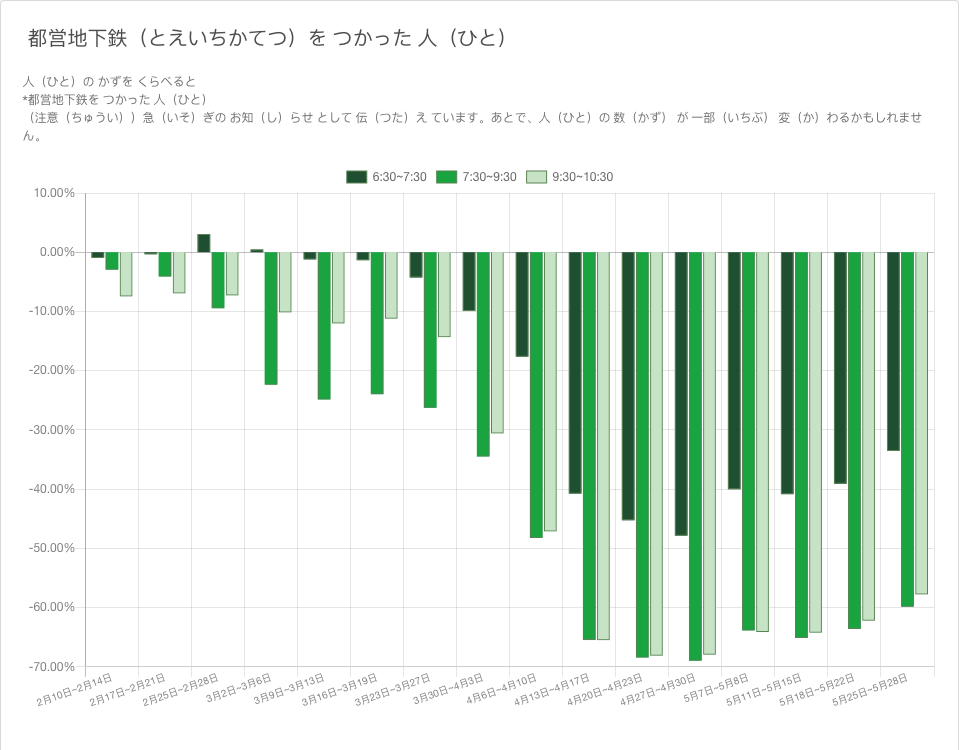 都営地下鉄（とえいちかてつ）を つかった 人（ひと）
人（ひと）の かずを くらべると
*都営地下鉄を つかった 人（ひと）
（注意（ちゅうい））急（いそ）ぎの お知（し）らせ として 伝（つた）え ています。あとで、人（ひと）の 数（かず） が 一部（いちぶ） 変（か）わるかもしれませ
ん。
6:30~7:30 7:30~9:30 9:30~10:30
10.00%
0.00%
-10.00%
-20.00%
-30.00%
-40.00%
-50.00%
-60.00%
-70.00%
2月10日~2月14日
2月17日~2月21日
2月25日~2月28日
3月2日~3月6日
3月9日~3月13日
3月16日~3月19日
3月23日~3月27日
3月30日~4月3日
4月6日~4月10日
4月13日~4月17日
4月20日~4月23日
4月27日~4月30日
5月7日~5月8日
5月11日~5月15日
5月18日~5月22日
5月25日~5月28日